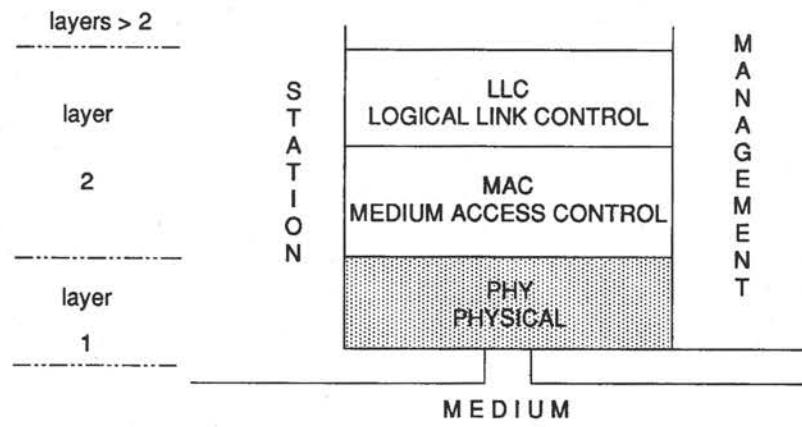 layers > 2
layer
2
layer
1
STATION
LLC
LOGICAL LINK CONTROL
MAC
MEDIUM ACCESS CONTROL
PHY
PHYSICAL
MANAGEMENT
MEDIUM